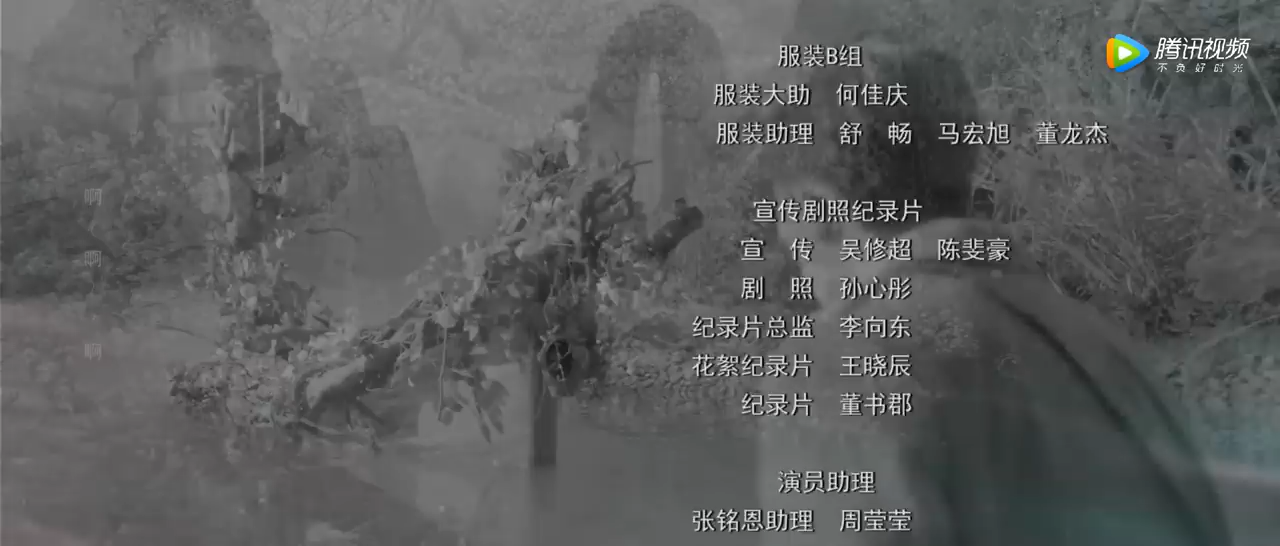 腾讯视频
不负好时光
服装B组
服装大助 何佳庆
服装助理 舒 畅 马宏旭 董龙杰
啊
宣传剧照纪录片
宣 传 吴修超 陈斐豪
啊
剧 照 孙心彤
纪录片总监 李向东
啊
花絮纪录片 王晓辰
纪录片 董书郡
演员助理
张铭恩助理 周莹莹